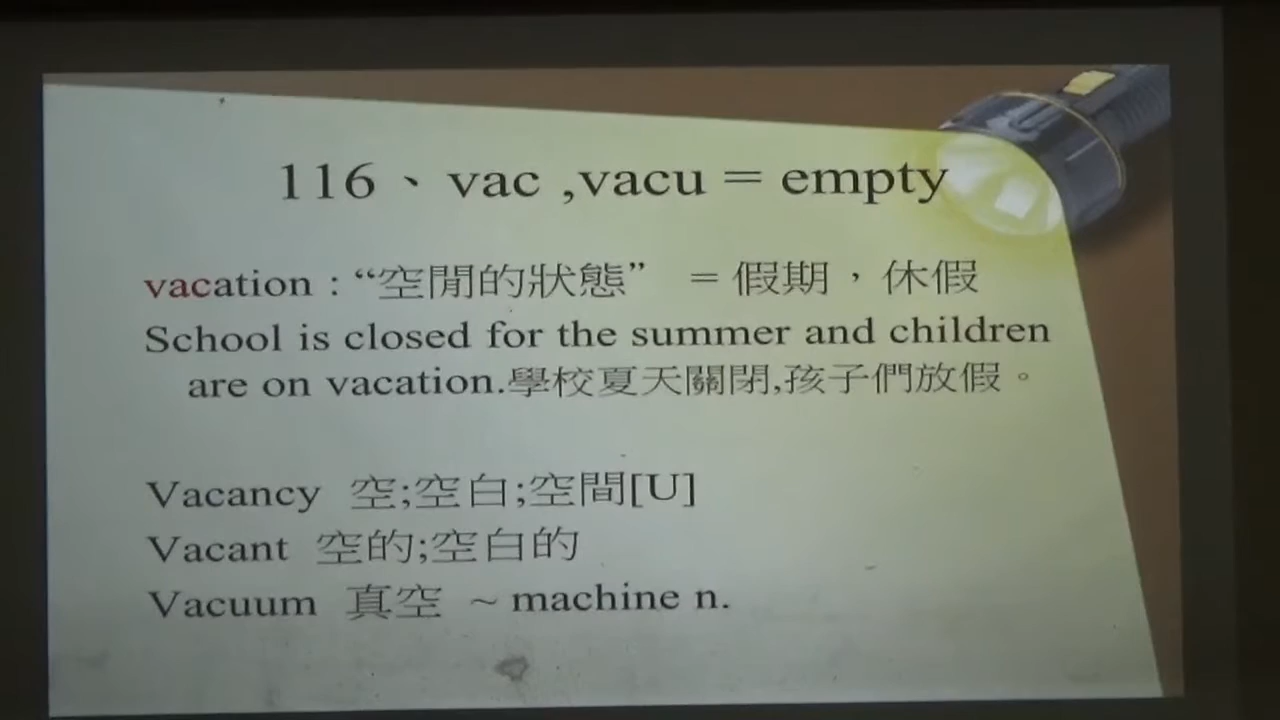 116、vac ,vacu = empty
vacation : “空閒的狀態” = 假期，休假
School is closed for the summer and children
are on vacation.學校夏天關閉,孩子們放假。
Vacancy 空;空白;空間[U]
Vacant 空的;空白的
Vacuum 真空 ~ machine n.